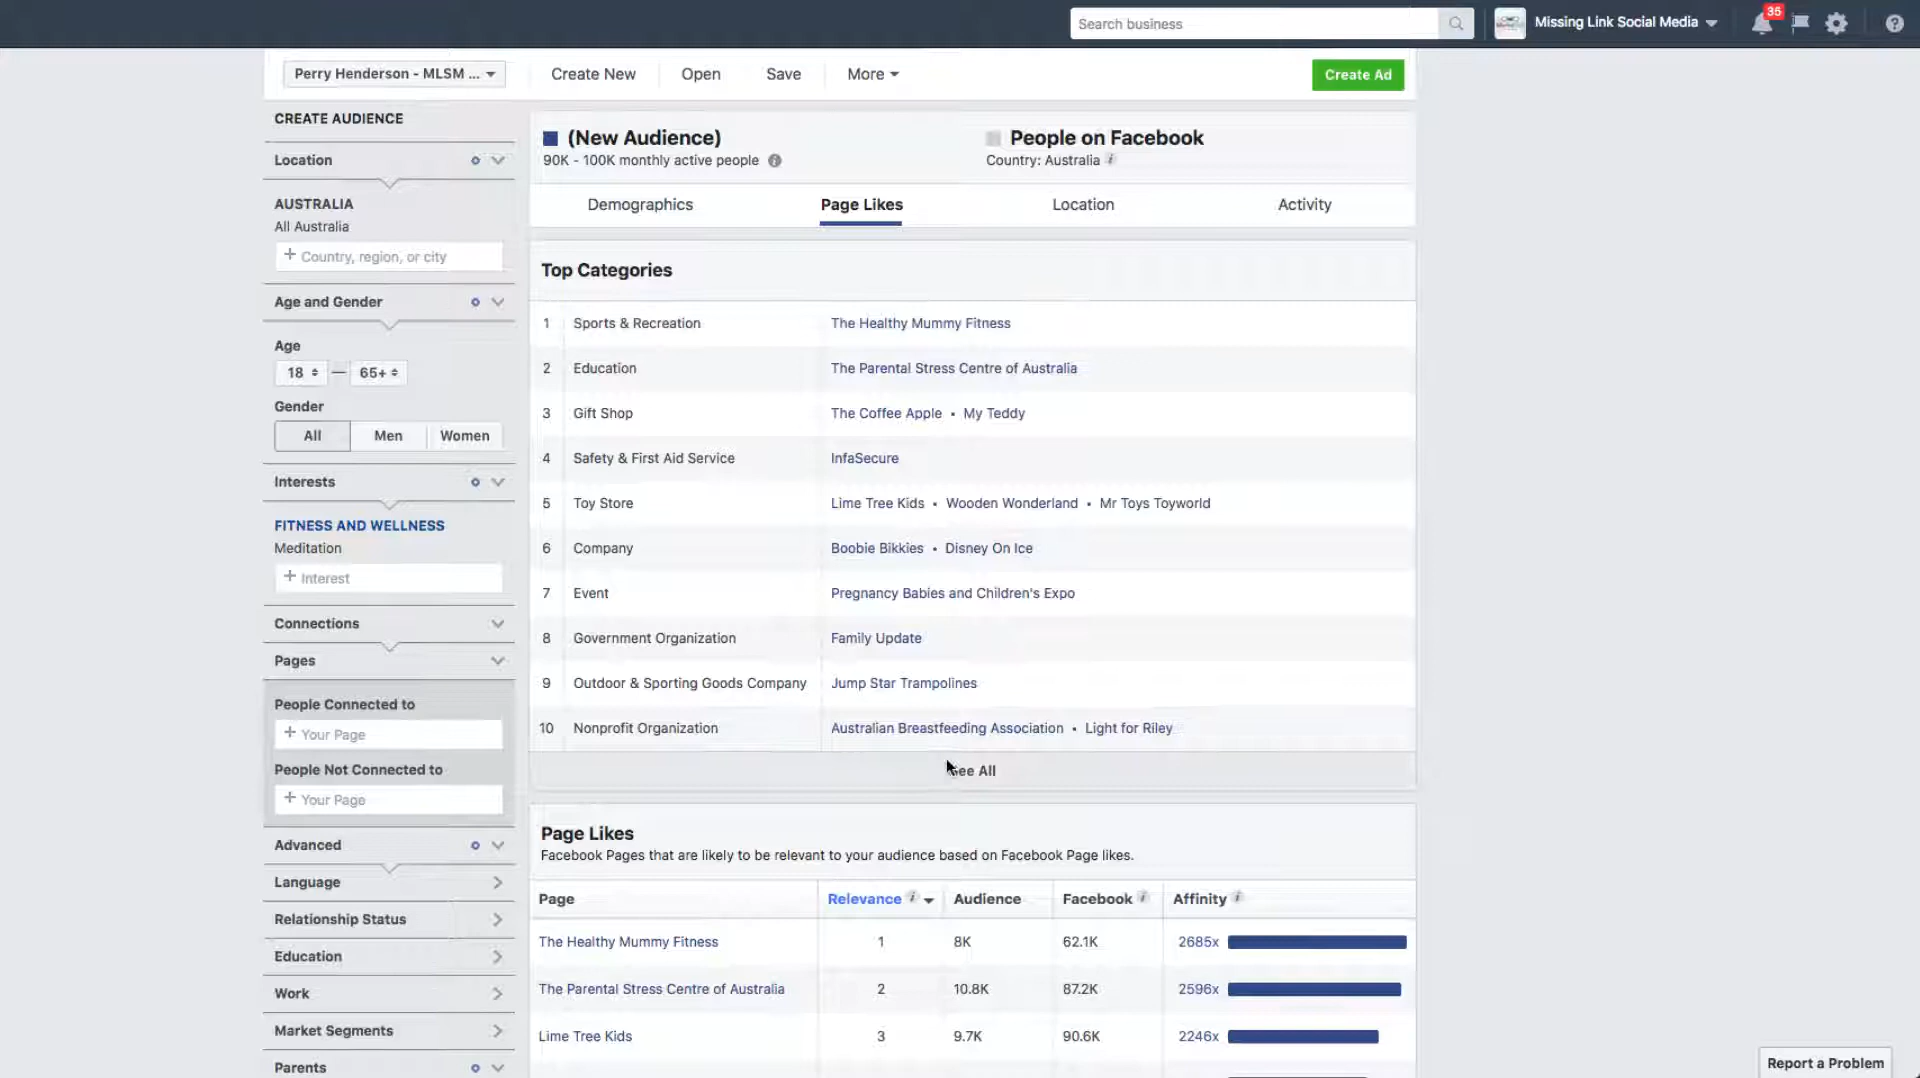 Search business
Missing Link Social Media
35
Perry Henderson - MLSM ...
Create New
Open
Save
More
Create Ad
CREATE AUDIENCE
Location
AUSTRALIA
All Australia
+ Country, region, or city
Age and Gender
Age
18 — 65+
Gender
All Men Women
Interests
FITNESS AND WELLNESS
Meditation
+ Interest
Connections
Pages
People Connected to
+ Your Page
People Not Connected to
+ Your Page
Advanced
Language
Relationship Status
Education
Work
Market Segments
Parents
(New Audience)
90K - 100K monthly active people
People on Facebook
Country: Australia
Demographics Page Likes Location Activity
Top Categories
1 Sports & Recreation The Healthy Mummy Fitness
2 Education The Parental Stress Centre of Australia
3 Gift Shop The Coffee Apple • My Teddy
4 Safety & First Aid Service InfaSecure
5 Toy Store Lime Tree Kids • Wooden Wonderland • Mr Toys Toyworld
6 Company Boobie Bikkies • Disney On Ice
7 Event Pregnancy Babies and Children's Expo
8 Government Organization Family Update
9 Outdoor & Sporting Goods Company Jump Star Trampolines
10 Nonprofit Organization Australian Breastfeeding Association • Light for Riley
See All
Page Likes
Facebook Pages that are likely to be relevant to your audience based on Facebook Page likes.
Page Relevance Audience Facebook Affinity
The Healthy Mummy Fitness 1 8K 62.1K 2685x
The Parental Stress Centre of Australia 2 10.8K 87.2K 2596x
Lime Tree Kids 3 9.7K 90.6K 2246x
Report a Problem